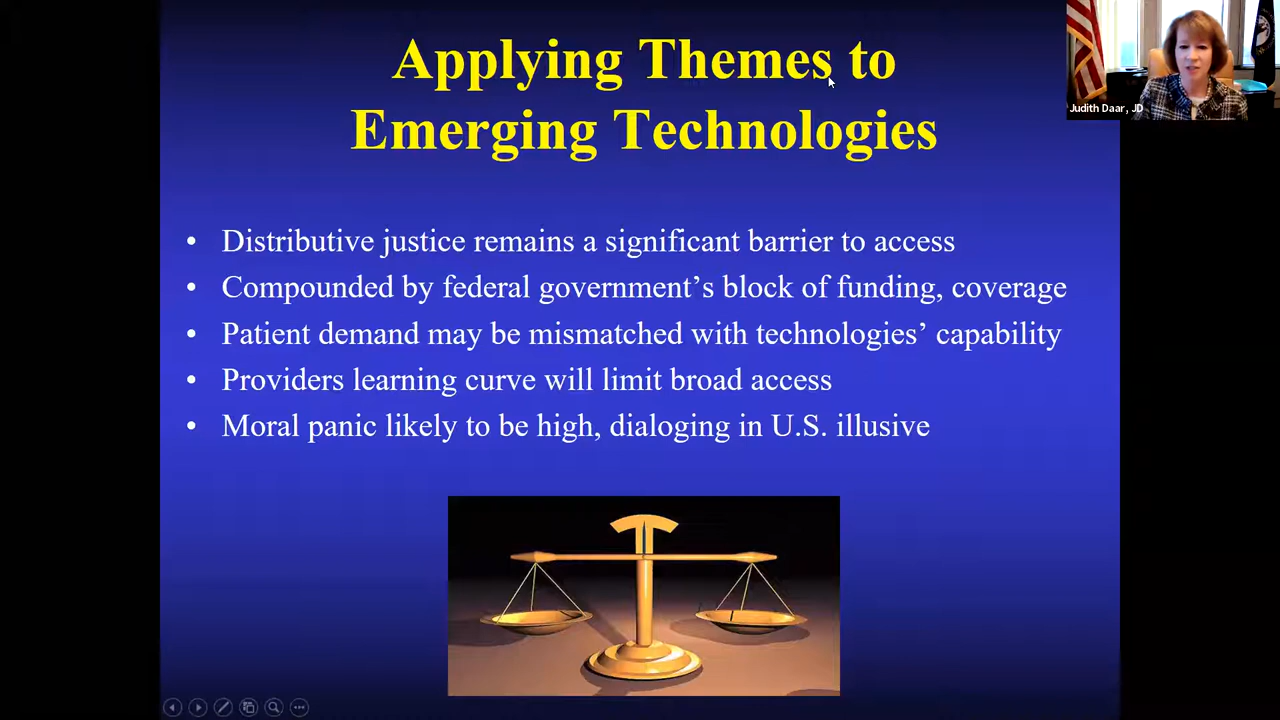 Applying Themes to
Emerging Technologies
Judith Daar, JD
• Distributive justice remains a significant barrier to access
• Compounded by federal government’s block of funding, coverage
• Patient demand may be mismatched with technologies’ capability
• Providers learning curve will limit broad access
• Moral panic likely to be high, dialoging in U.S. illusive